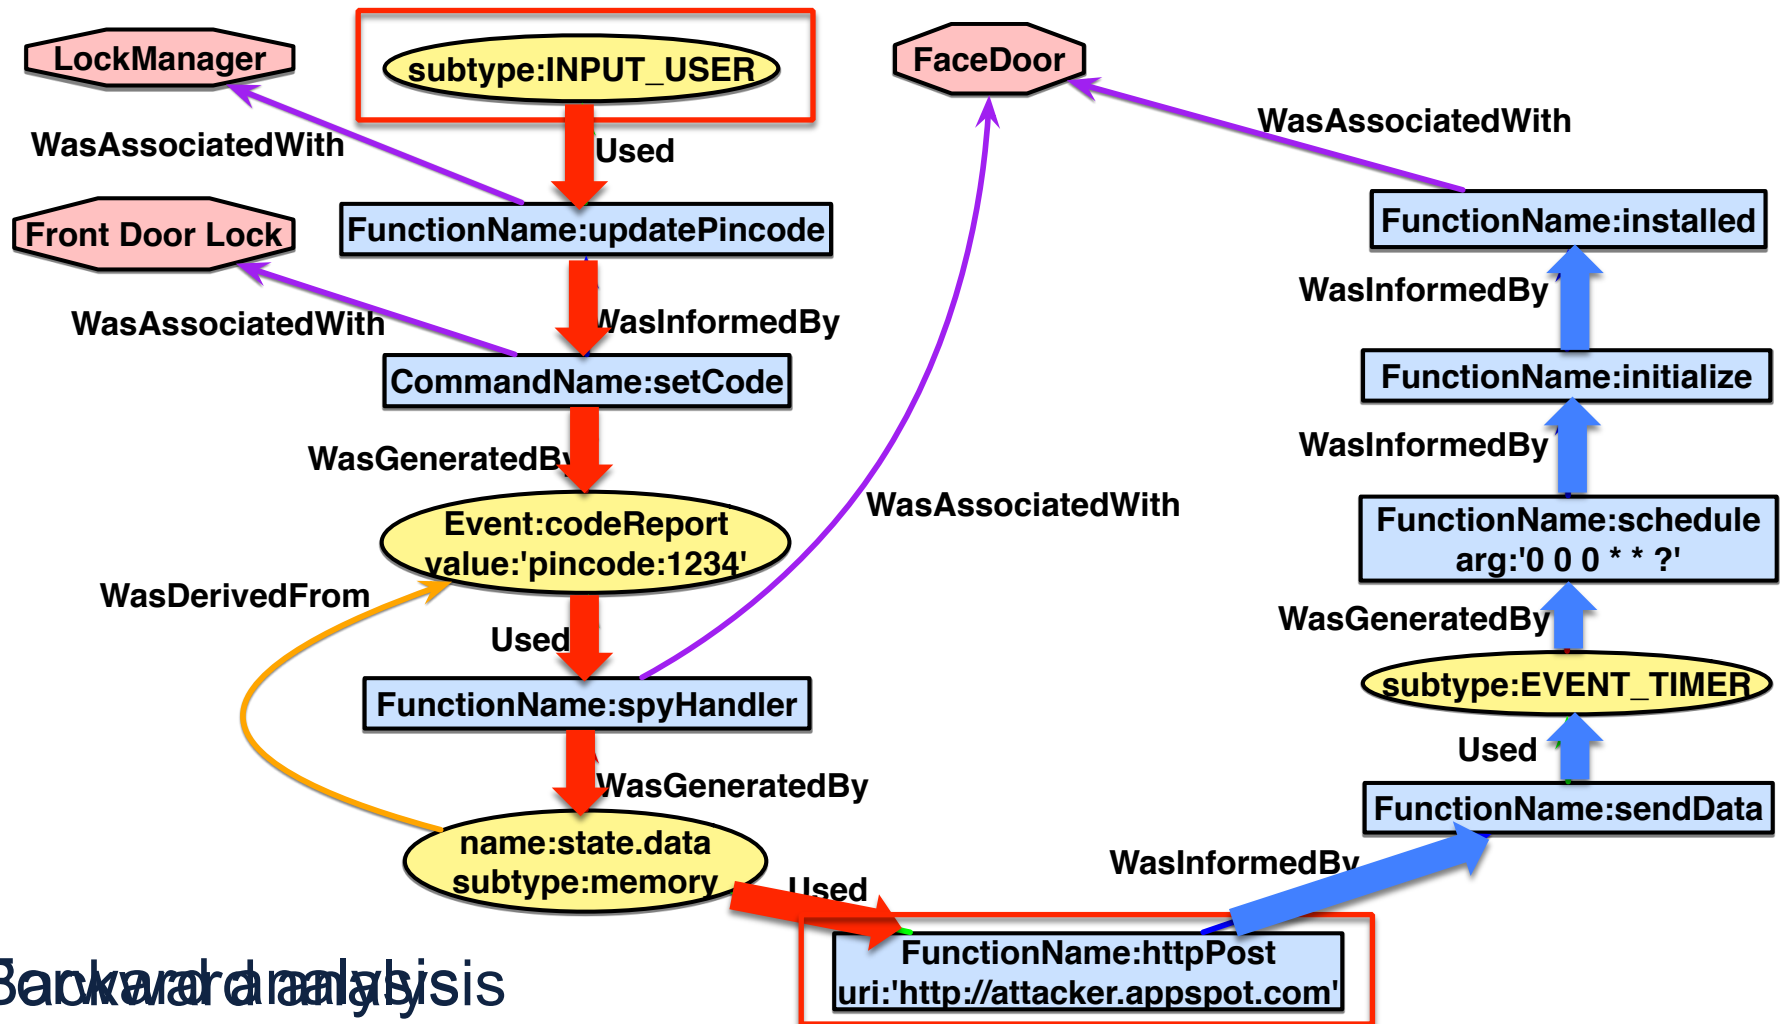 LockManager
subtype:INPUT_USER
FaceDoor
WasAssociatedWith
Used
WasAssociatedWith
FunctionName:updatePincode
FunctionName:installed
Front Door Lock
WasAssociatedWith
WasInformedBy
WasInformedBy
CommandName:setCode
FunctionName:initialize
WasGeneratedBy
WasInformedBy
WasAssociatedWith
Event:codeReport
value:'pincode:1234'
FunctionName:schedule
arg:'0 0 0 * * ?'
WasDerivedFrom
WasGeneratedBy
Used
subtype:EVENT_TIMER
FunctionName:spyHandler
Used
WasGeneratedBy
FunctionName:sendData
name:state.data
subtype:memory
Used
WasInformedBy
FunctionName:httpPost
uri:'http://attacker.appspot.com'
analysis